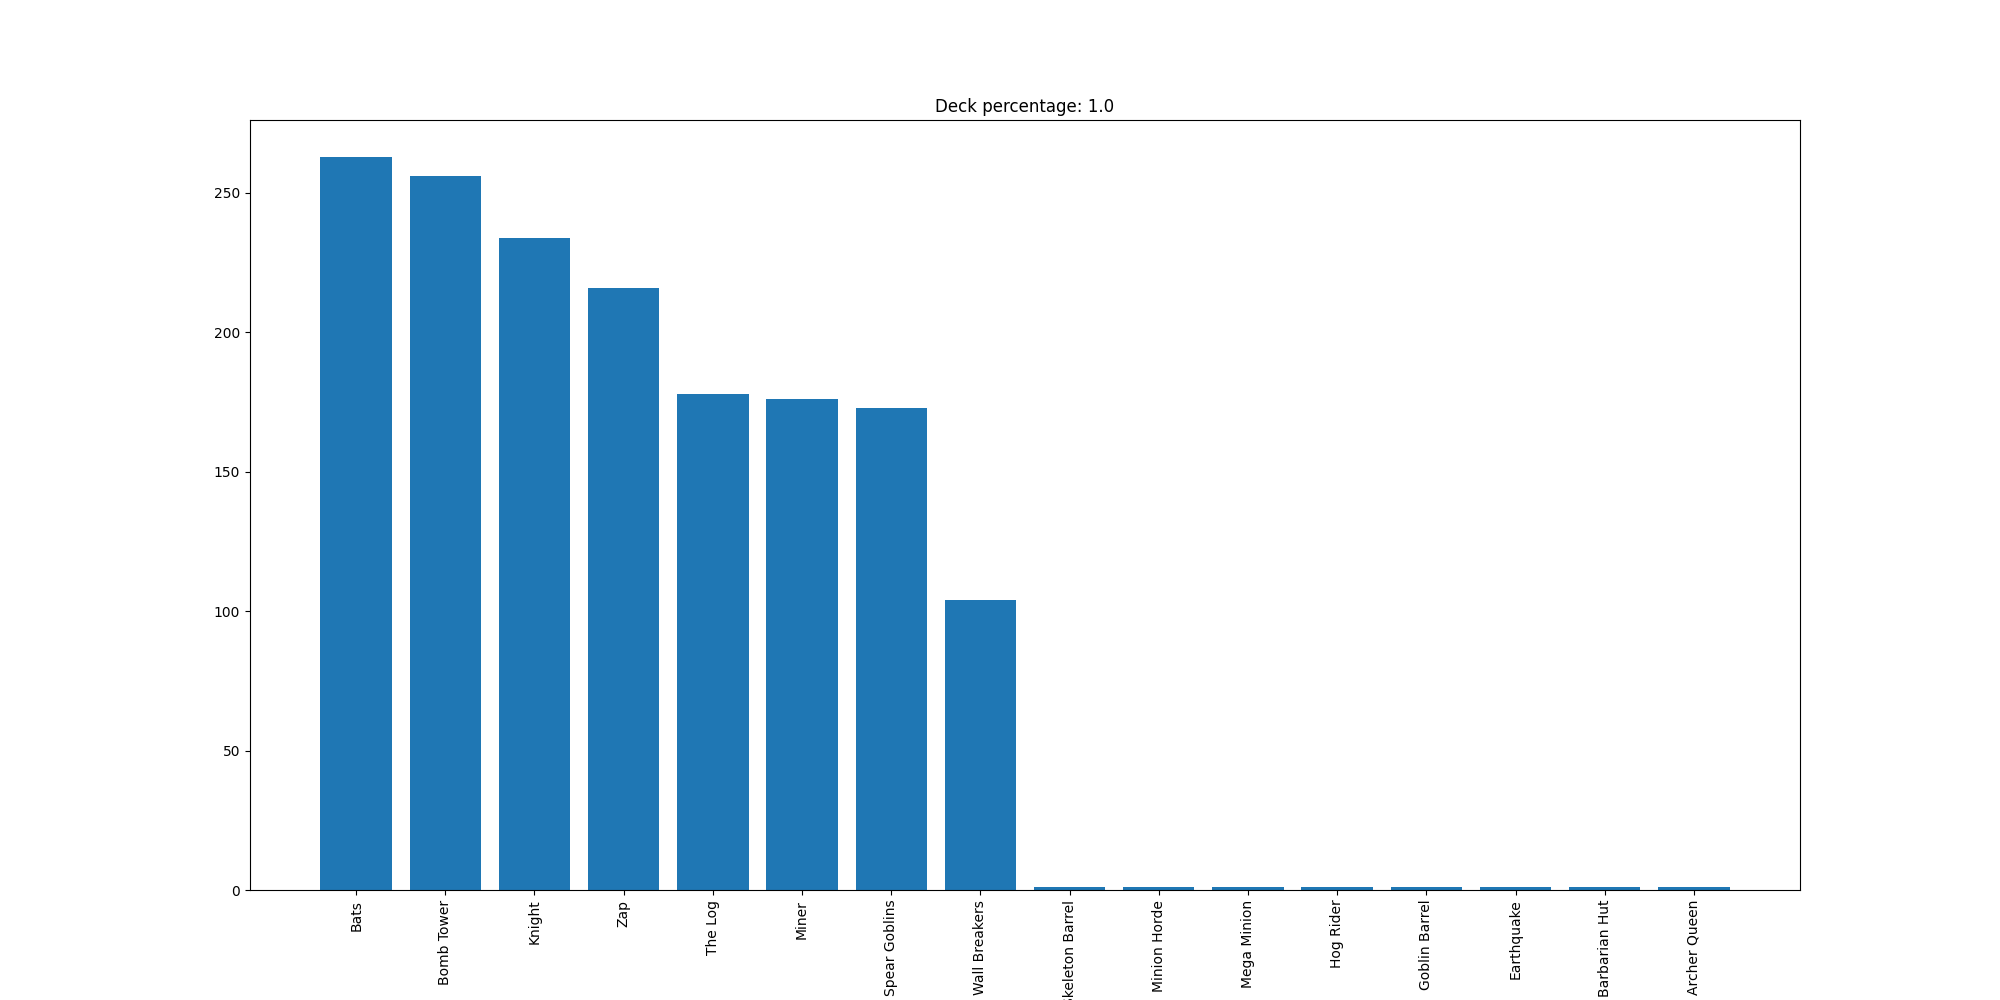 Deck percentage: 1.0
250
200
150
100
50
0
Bats
Bomb Tower
Knight
Zap
The Log
Miner
Spear Goblins
Wall Breakers
Skeleton Barrel
Minion Horde
Mega Minion
Hog Rider
Goblin Barrel
Earthquake
Barbarian Hut
Archer Queen